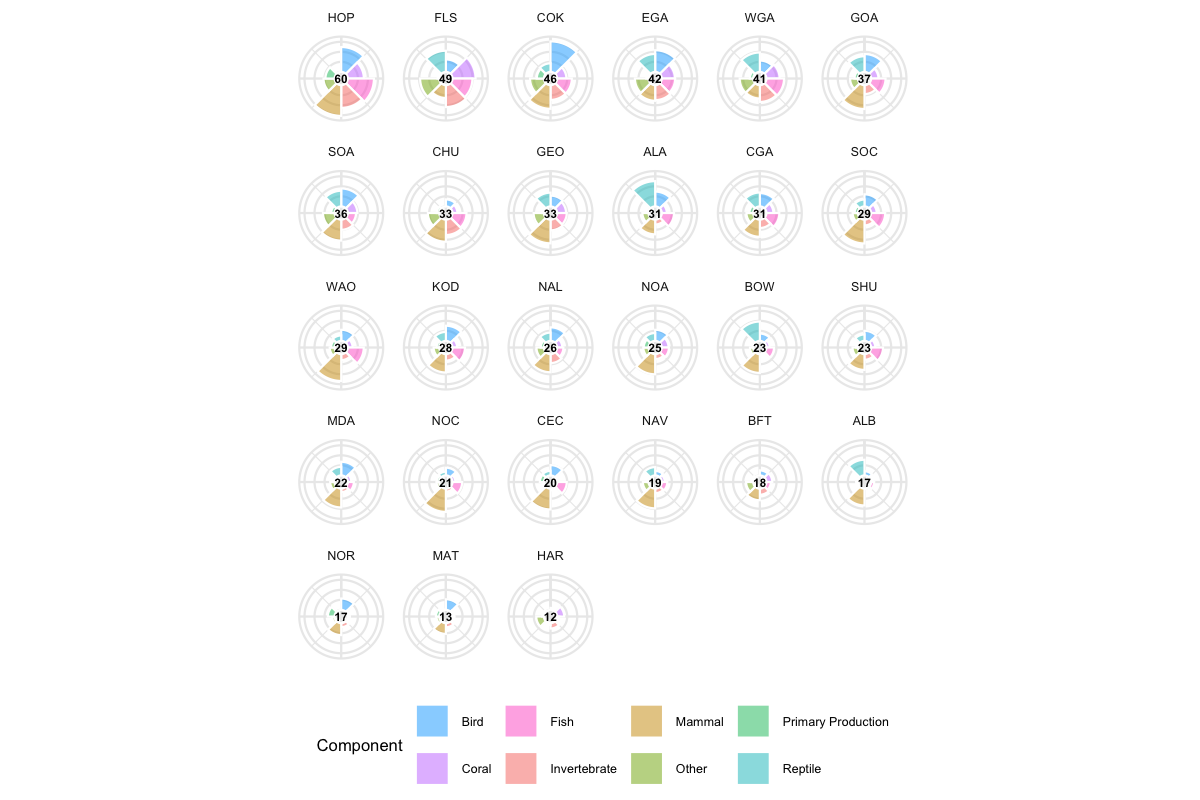 HOP FLS COK EGA WGA GOA
60 49 46 42 41 37
SOA CHU GEO ALA CGA SOC
36 33 33 31 31 29
WAO KOD NAL NOA BOW SHU
29 28 26 25 23 23
MDA NOC CEC NAV BFT ALB
22 21 20 19 18 17
NOR MAT HAR
17 13 12
Component
Bird Fish Mammal Primary Production
Coral Invertebrate Other Reptile